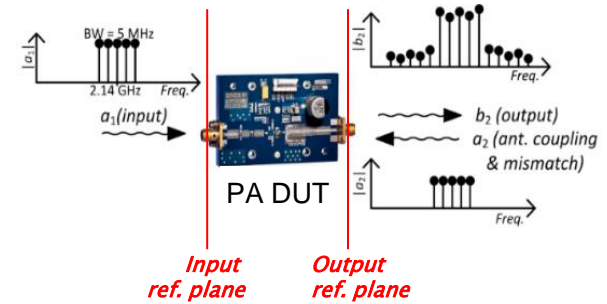 |a₁|
BW = 5 MHz
2.14 GHz
Freq.
a₁(input)
|b₂|
Freq.
b₂ (output)
a₂ (ant. coupling
& mismatch)
|a₂|
Freq.
PA DUT
Input
ref. plane
Output
ref. plane